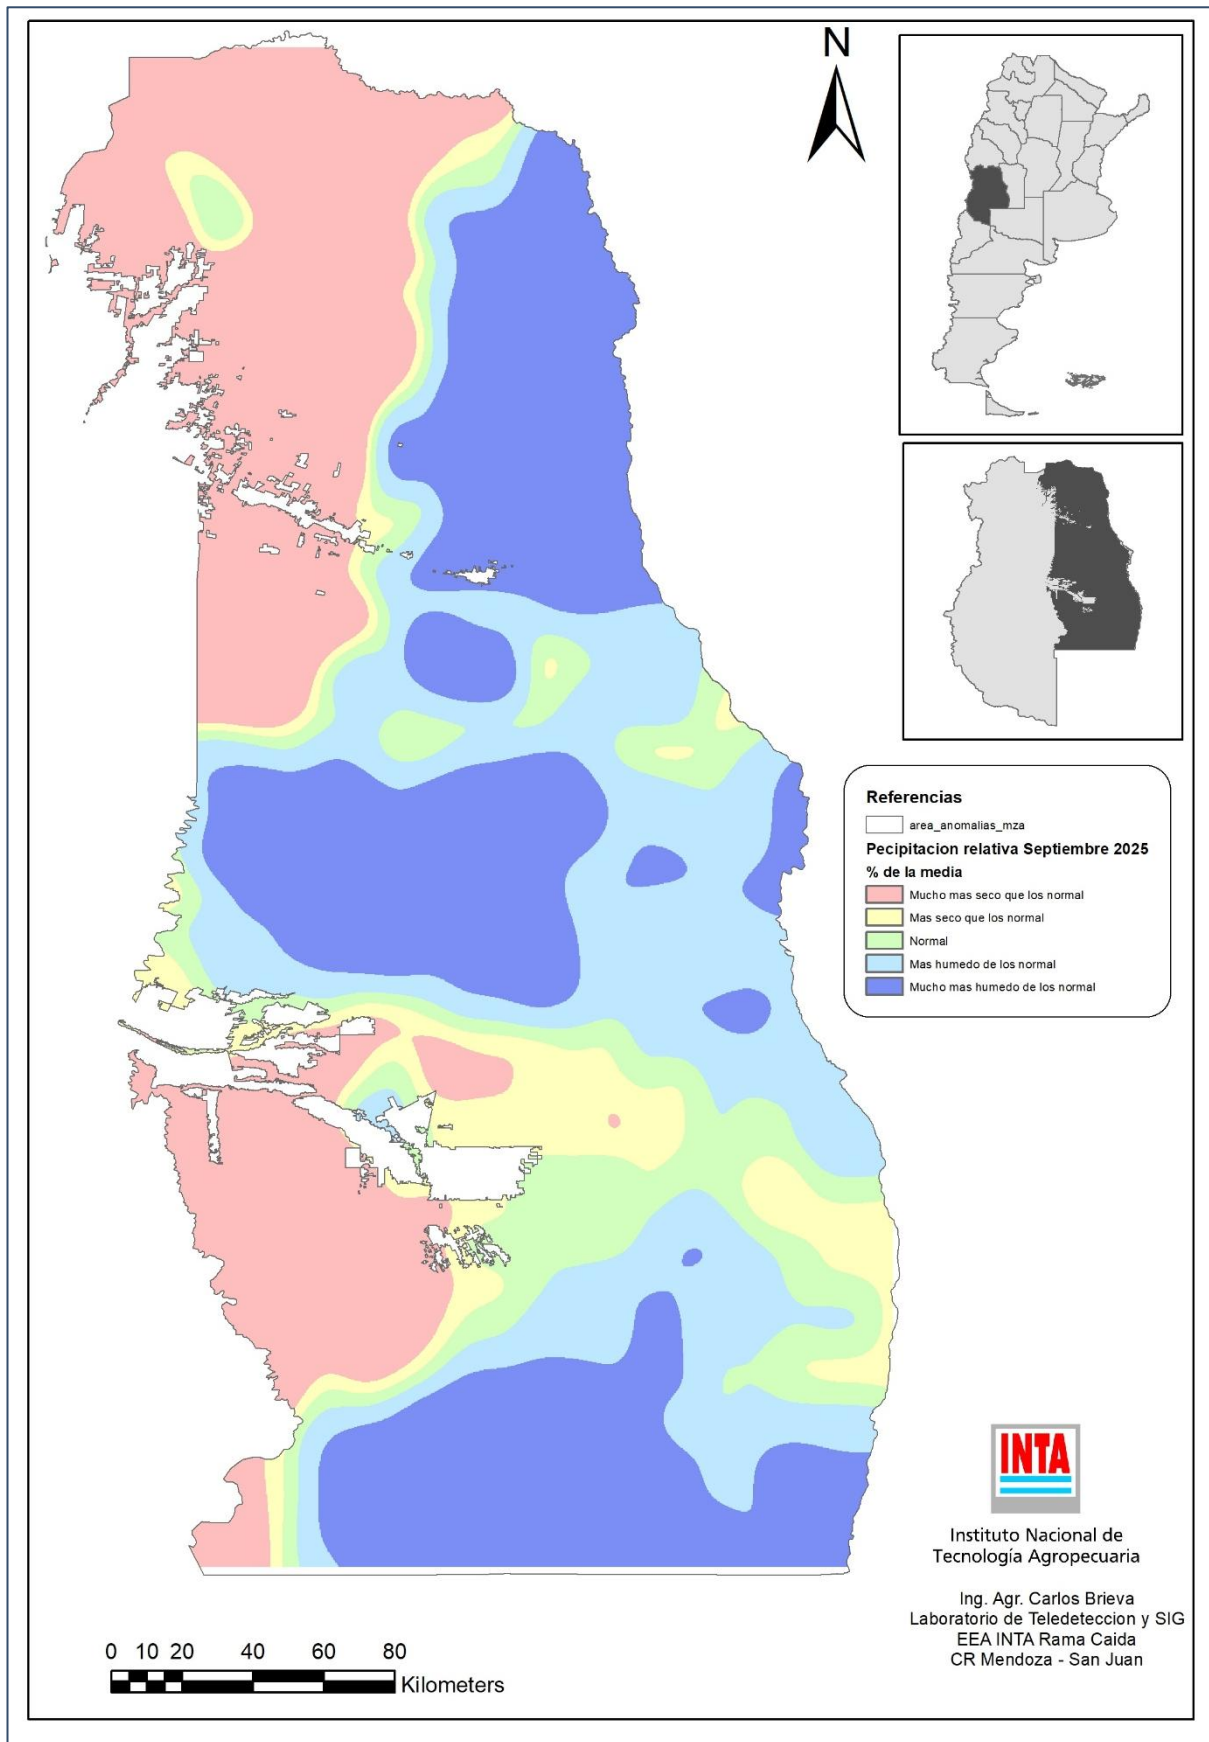 N
Referencias
area_anomalias_mza
Pecipitacion relativa Septiembre 2025
% de la media
Mucho mas seco que los normal
Mas seco que los normal
Normal
Mas humedo de los normal
Mucho mas humedo de los normal
INTA
Instituto Nacional de
Tecnología Agropecuaria
Ing. Agr. Carlos Brieva
Laboratorio de Teledeteccion y SIG
EEA INTA Rama Caida
CR Mendoza - San Juan
0 10 20 40 60 80
Kilometers